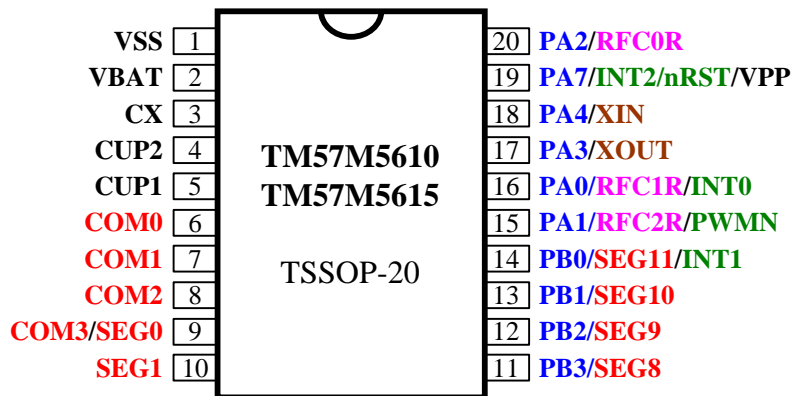 VSS 1 20 PA2/RFC0R
VBAT 2 19 PA7/INT2/nRST/VPP
CX 3 18 PA4/XIN
CUP2 4 17 PA3/XOUT
CUP1 5 16 PA0/RFC1R/INT0
COM0 6 15 PA1/RFC2R/PWMN
COM1 7 14 PB0/SEG11/INT1
COM2 8 13 PB1/SEG10
COM3/SEG0 9 12 PB2/SEG9
SEG1 10 11 PB3/SEG8
TM57M5610
TM57M5615
TSSOP-20